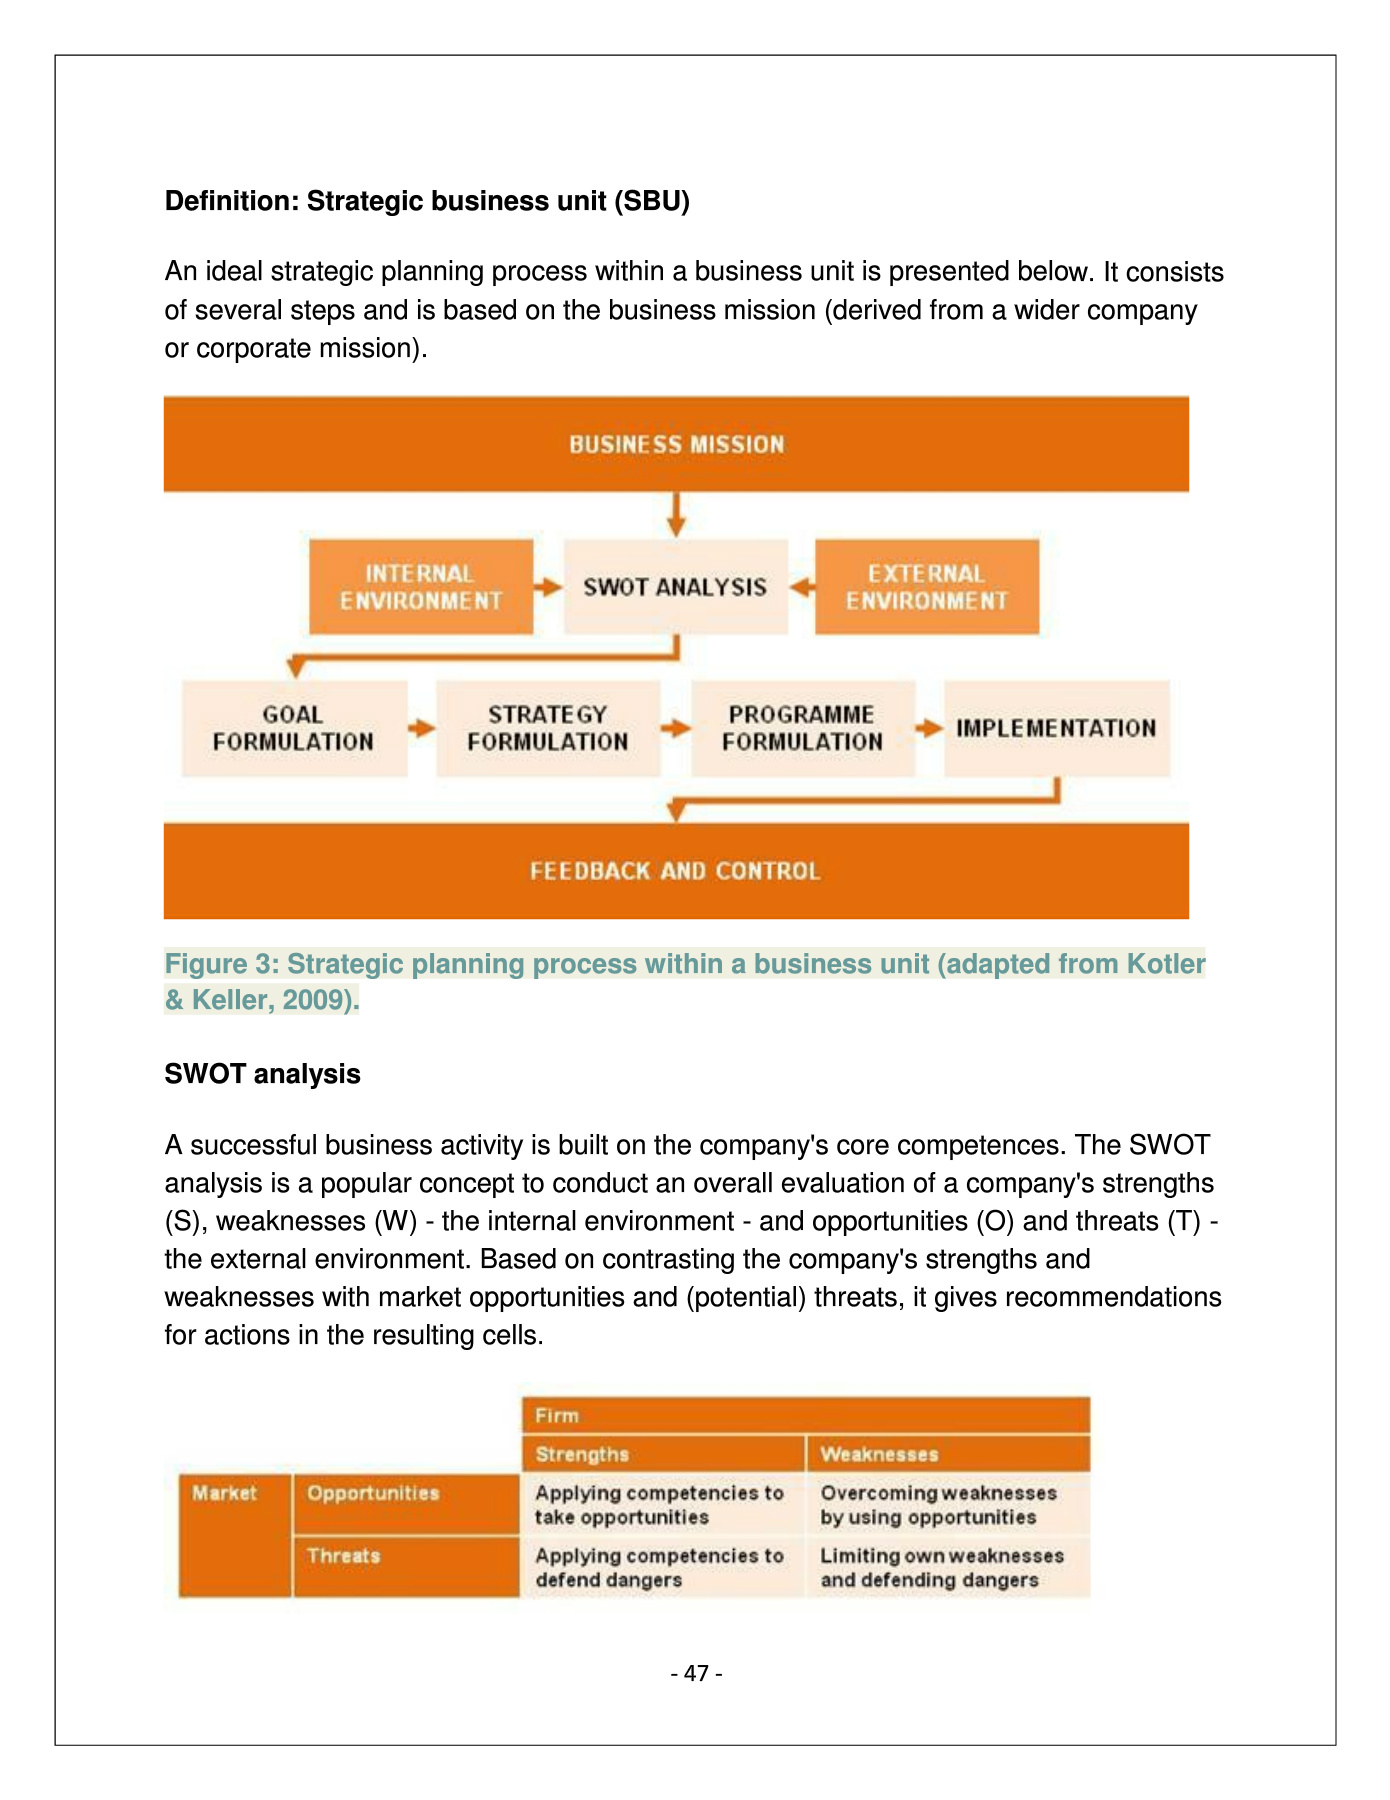 Definition: Strategic business unit (SBU)
An ideal strategic planning process within a business unit is presented below. It consists
of several steps and is based on the business mission (derived from a wider company
or corporate mission).
BUSINESS MISSION
INTERNAL
ENVIRONMENT
SWOT ANALYSIS
EXTERNAL
ENVIRONMENT
GOAL
FORMULATION
STRATEGY
FORMULATION
PROGRAMME
FORMULATION
IMPLEMENTATION
FEEDBACK AND CONTROL
Figure 3: Strategic planning process within a business unit (adapted from Kotler
& Keller, 2009).
SWOT analysis
A successful business activity is built on the company's core competences. The SWOT
analysis is a popular concept to conduct an overall evaluation of a company's strengths
(S), weaknesses (W) - the internal environment - and opportunities (O) and threats (T) -
the external environment. Based on contrasting the company's strengths and
weaknesses with market opportunities and (potential) threats, it gives recommendations
for actions in the resulting cells.
Firm
Strengths Weaknesses
Market Opportunities Applying competencies to Overcoming weaknesses
take opportunities by using opportunities
Threats Applying competencies to Limiting own weaknesses
defend dangers and defending dangers
- 47 -